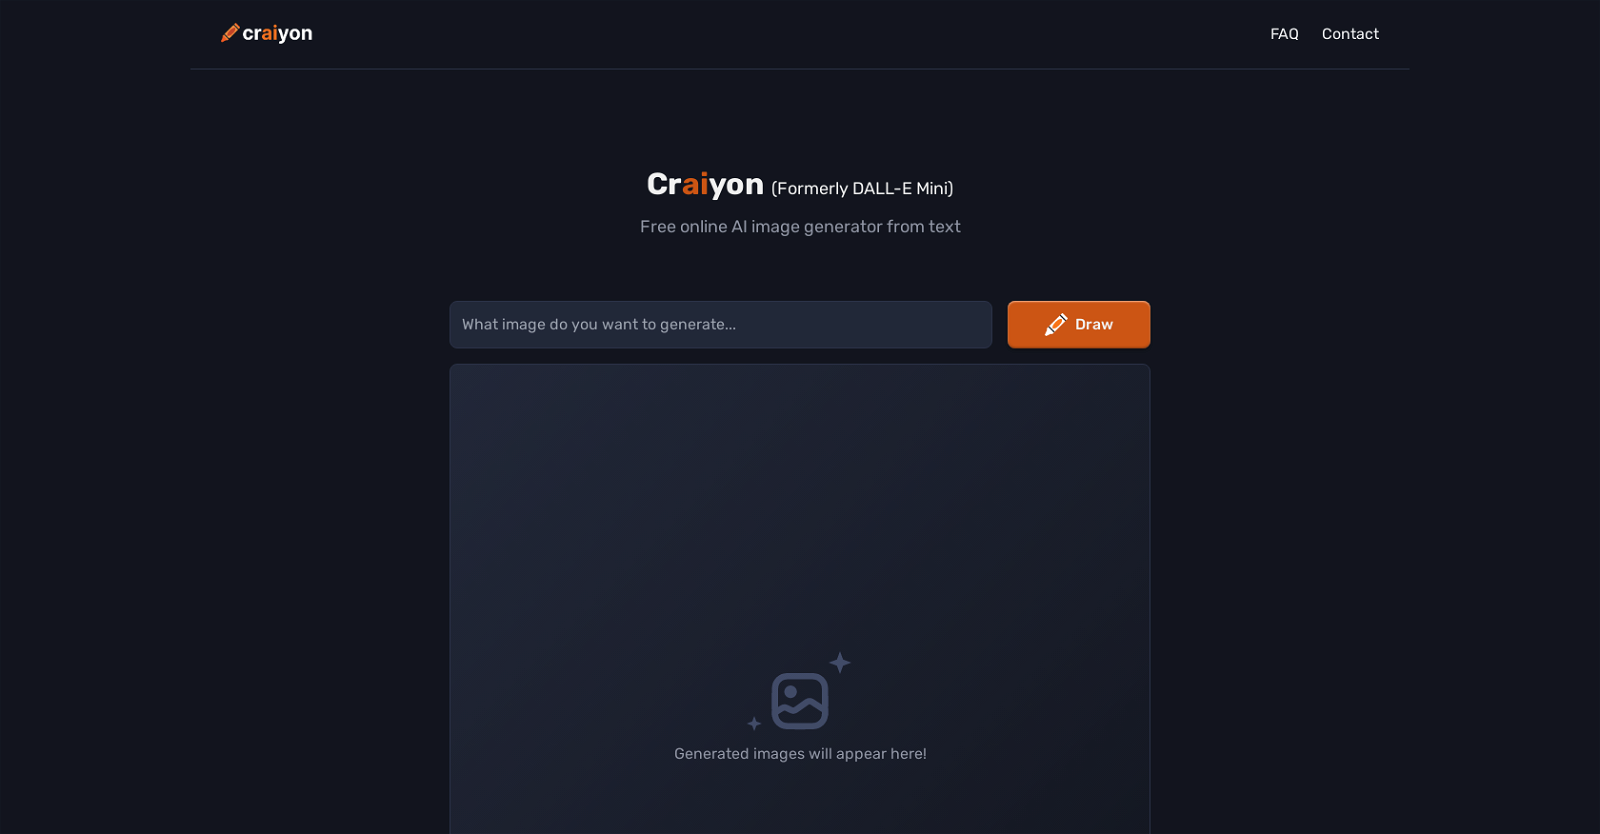 craiyon
FAQ Contact
Craiyon (Formerly DALL-E Mini)
Free online AI image generator from text
What image do you want to generate...
Draw
Generated images will appear here!